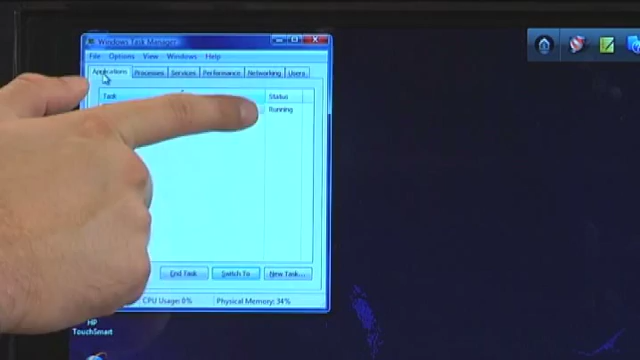 Windows Task Manager
File Options View Windows Help
Applications Processes Services Performance Networking Users
Task Status
Running
End Task Switch To New Task...
CPU Usage: 0% Physical Memory: 34%
HP
TouchSmart